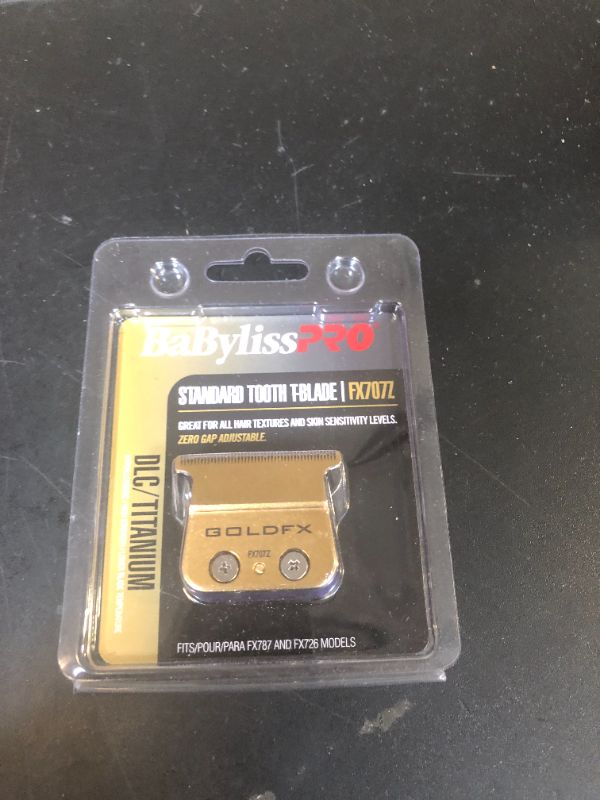 BaBylissPRO
STANDARD TOOTH T-BLADE | FX707Z
GREAT FOR ALL HAIR TEXTURES AND SKIN SENSITIVITY LEVELS.
ZERO GAP ADJUSTABLE.
DLC/TITANIUM
GOLDFX
FX707Z
FITS/POUR/PARA FX787 AND FX726 MODELS